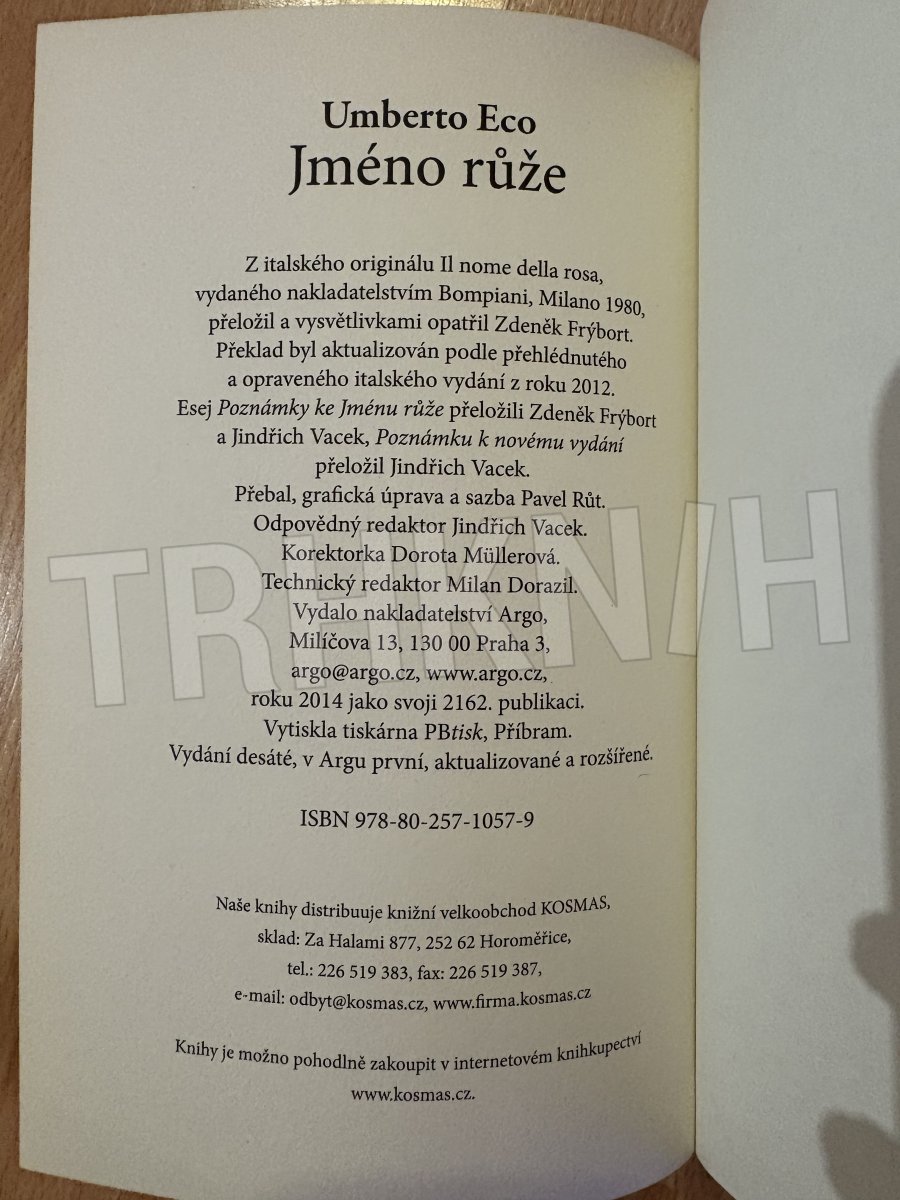 Umberto Eco
Jméno růže
Z italského originálu Il nome della rosa,
vydaného nakladatelstvím Bompiani, Milano 1980,
přeložil a vysvětlivkami opatřil Zdeněk Frýbort.
Překlad byl aktualizován podle přehlédnutého
a opraveného italského vydání z roku 2012.
Esej Poznámky ke Jménu růže přeložili Zdeněk Frýbort
a Jindřich Vacek, Poznámku k novému vydání
přeložil Jindřich Vacek.
Přebal, grafická úprava a sazba Pavel Růt.
Odpovědný redaktor Jindřich Vacek.
Korektorka Dorota Müllerová.
Technický redaktor Milan Dorazil.
Vydalo nakladatelství Argo,
Milíčova 13, 130 00 Praha 3,
argo@argo.cz, www.argo.cz,
roku 2014 jako svoji 2162. publikaci.
Vytiskla tiskárna PBtisk, Příbram.
Vydání desáté, v Argu první, aktualizované a rozšířené.
ISBN 978-80-257-1057-9
Naše knihy distribuuje knižní velkoobchod KOSMAS,
sklad: Za Halami 877, 252 62 Horoměřice,
tel.: 226 519 383, fax: 226 519 387,
e-mail: odbyt@kosmas.cz, www.firma.kosmas.cz
Knihy je možno pohodlně zakoupit v internetovém knihkupectví
www.kosmas.cz.
TRHKNIH